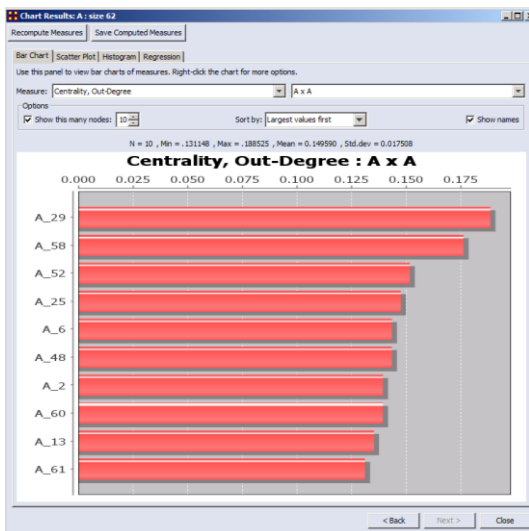 Chart Results: A : size 62
Recompute Measures Save Computed Measures
Bar Chart Scatter Plot Histogram Regression
Use this panel to view bar charts of measures. Right-click the chart for more options.
Measure: Centrality, Out-Degree A x A
Options
Show this many nodes: 10 Sort by: Largest values first Show names
N = 10 , Min = .131148 , Max = .188525 , Mean = 0.149590 , Std.dev = 0.017508
Centrality, Out-Degree : A x A
0.000 0.025 0.050 0.075 0.100 0.125 0.150 0.175
A_29
A_58
A_52
A_25
A_6
A_48
A_2
A_60
A_13
A_61
< Back Next > Close